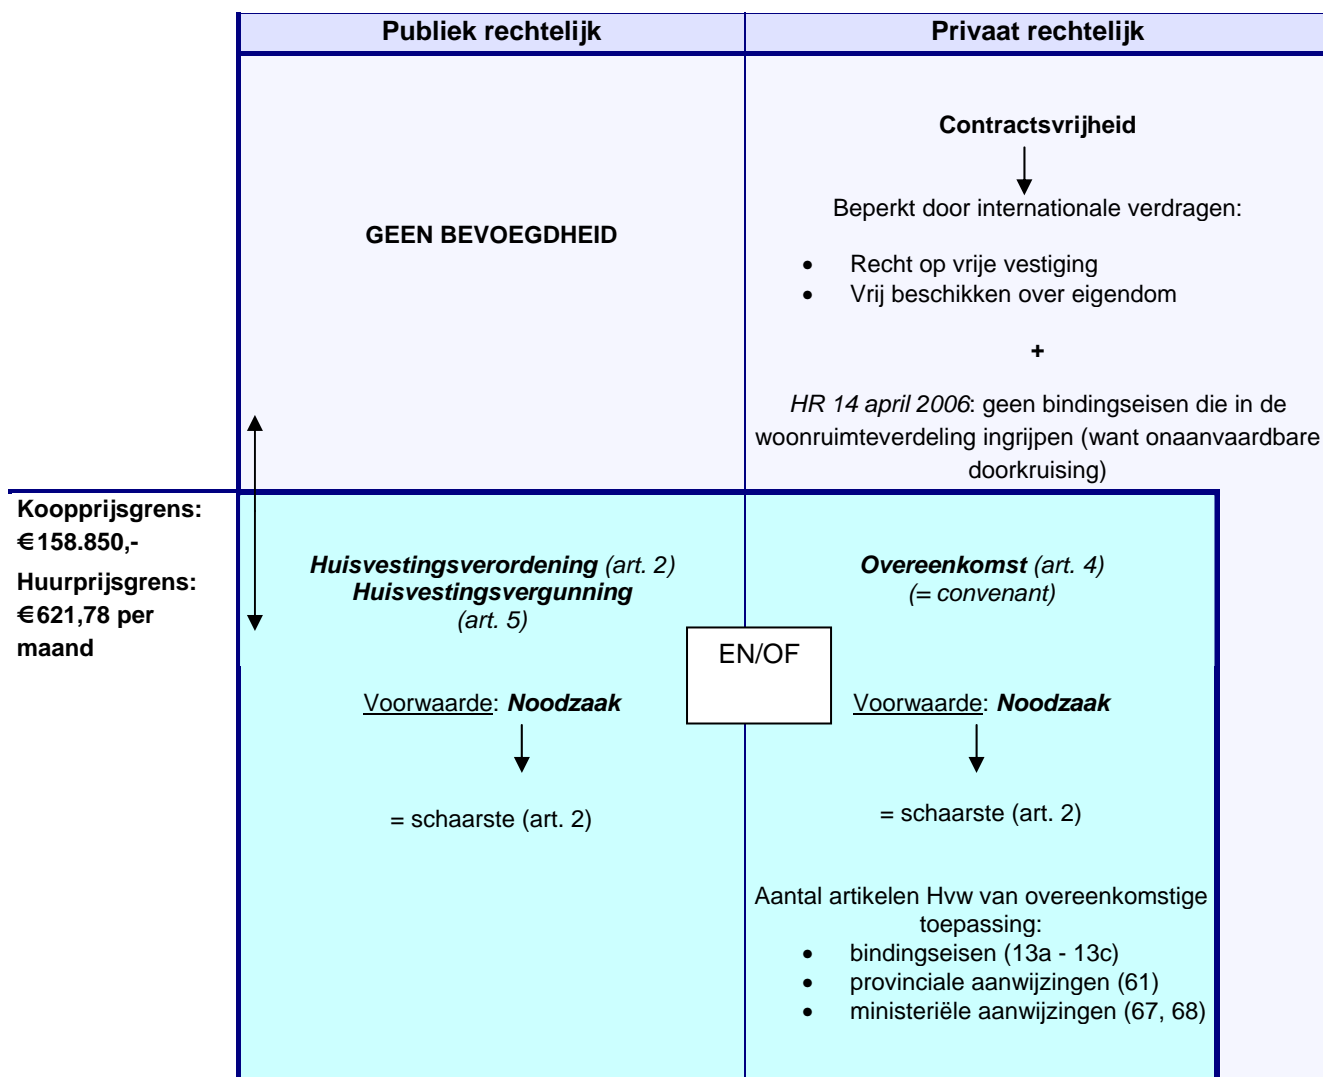 Publiek rechtelijk
Privaat rechtelijk
GEEN BEVOEGDHEID
Contractsvrijheid
Beperkt door internationale verdragen:
• Recht op vrije vestiging
• Vrij beschikken over eigendom
+
HR 14 april 2006: geen bindingseisen die in de
woonruimteverdeling ingrijpen (want onaanvaardbare
doorkruising)
Koopprijsgrens:
€158.850,-
Huurprijsgrens:
€621,78 per
maand
Huisvestingsverordening (art. 2)
Huisvestingsvergunning
(art. 5)
Voorwaarde: Noodzaak
= schaarste (art. 2)
EN/OF
Overeenkomst (art. 4)
(= convenant)
Voorwaarde: Noodzaak
= schaarste (art. 2)
Aantal artikelen Hvw van overeenkomstige
toepassing:
• bindingseisen (13a - 13c)
• provinciale aanwijzingen (61)
• ministeriële aanwijzingen (67, 68)